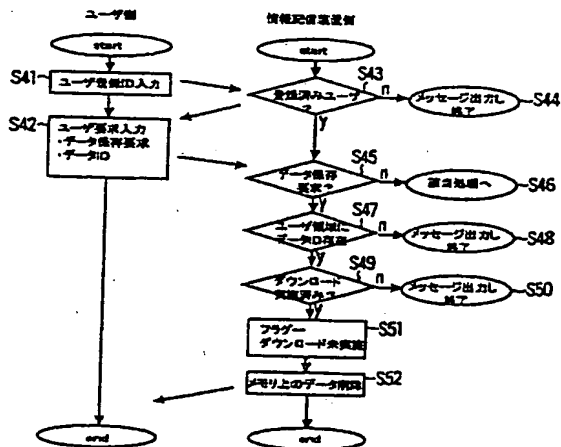 ユーザ側
情報配信装置側
start
start
S41
ユーザ登録ID入力
S43
登録済みユーザ
?
n
メッセージ出力し
終了
S44
y
S42
ユーザ要求入力
・データ保存要求
・データID
S45
データ保存
要求?
n
該当処理へ
S46
y
S47
ユーザ領域に
データID存在
n
メッセージ出力し
終了
S48
y
S49
ダウンロード
実施済み?
n
メッセージ出力し
終了
S50
y
フラグー
ダウンロード未実施
S51
メモリ上のデータ削除
S52
end
end